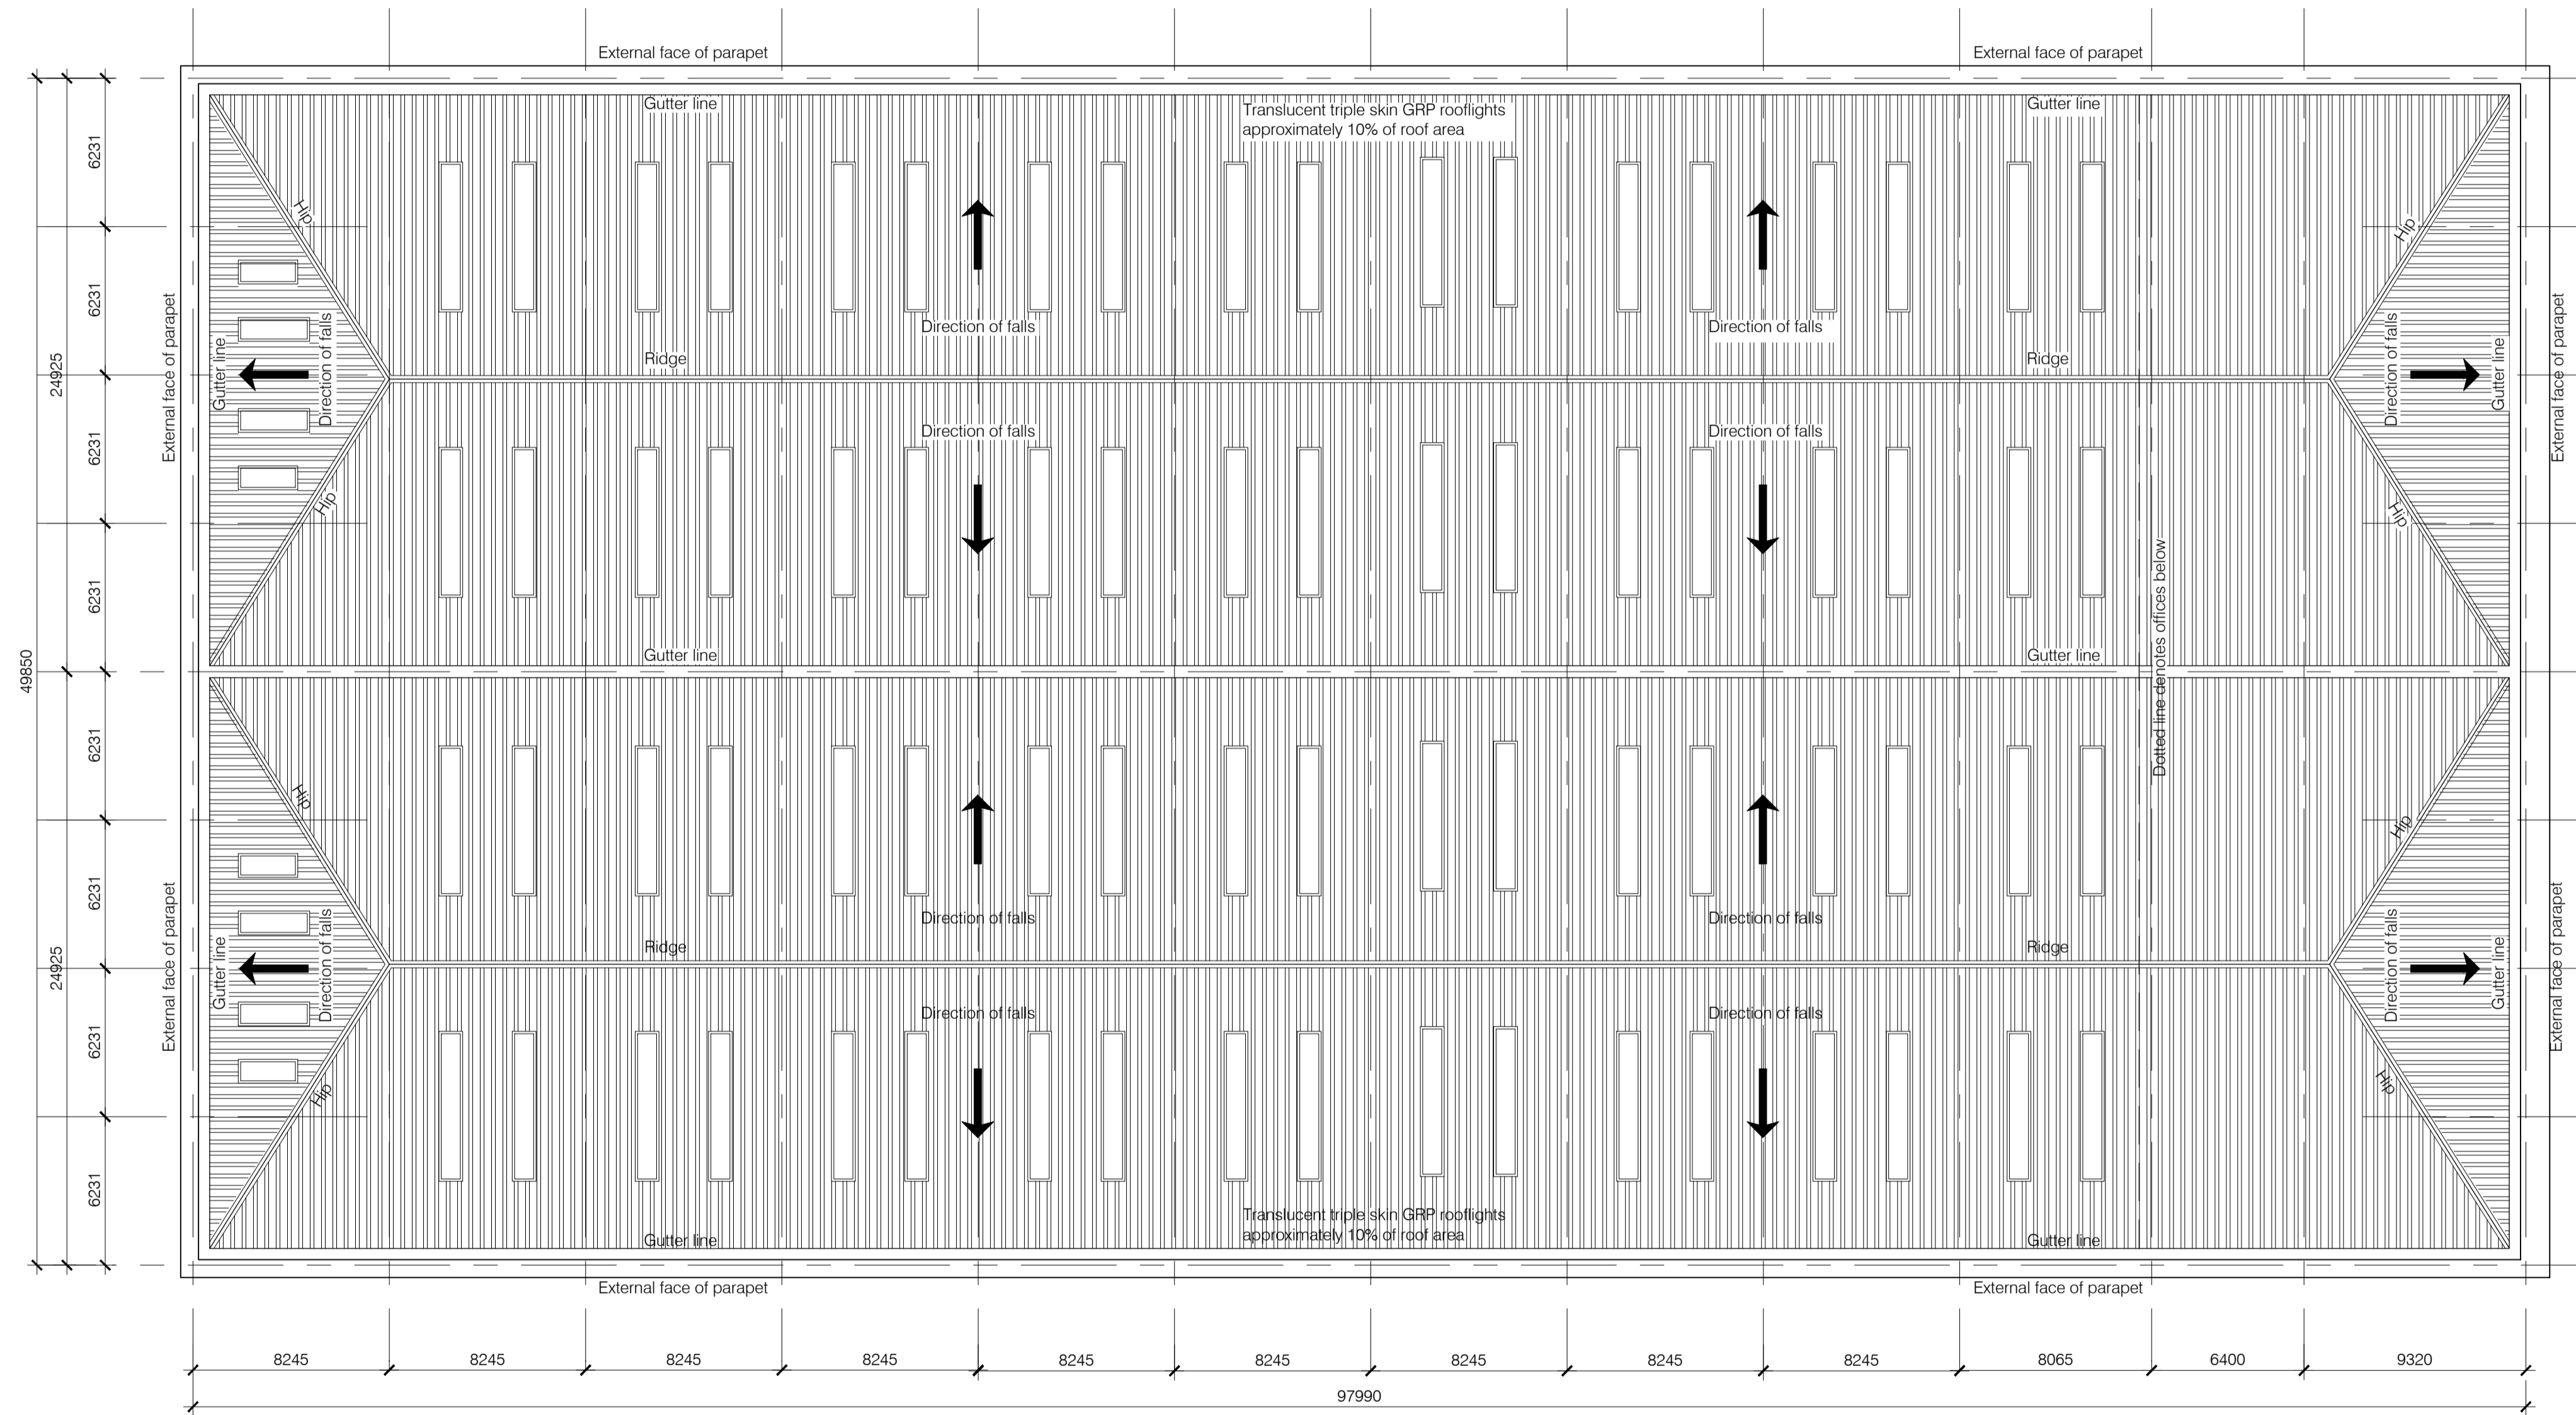 External face of parapet
External face of parapet
Gutter line
Translucent triple skin GRP rooflights
approximately 10% of roof area
Gutter line
6231
Hip
Hip
6231
External face of parapet
Gutter line
Direction of falls
Direction of falls
Direction of falls
Direction of falls
Gutter line
External face of parapet
24925
Ridge
Ridge
6231
Direction of falls
Direction of falls
Hip
Hip
6231
Dotted line denotes offices below
49850
Gutter line
Gutter line
6231
Hip
Hip
6231
External face of parapet
Gutter line
Direction of falls
Direction of falls
Direction of falls
Direction of falls
Gutter line
External face of parapet
24925
Ridge
Ridge
6231
Direction of falls
Direction of falls
Hip
Hip
6231
Translucent triple skin GRP rooflights
approximately 10% of roof area
Gutter line
Gutter line
External face of parapet
External face of parapet
8245
8245
8245
8245
8245
8245
8245
8245
8245
8065
6400
9320
97990